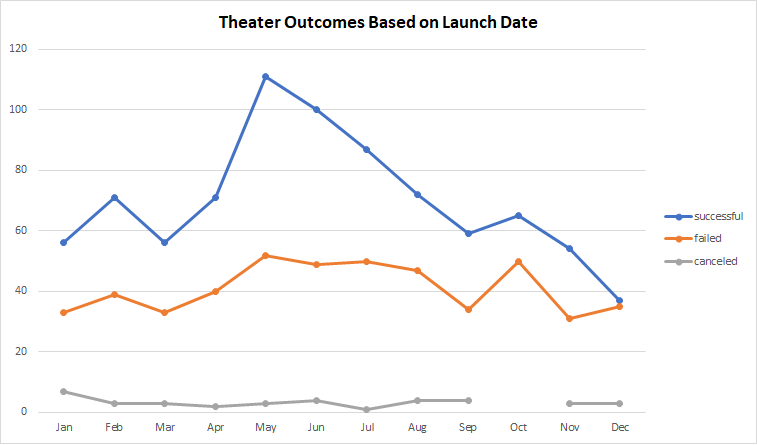 Theater Outcomes Based on Launch Date
120
100
80
60
40
20
0
Jan Feb Mar Apr May Jun Jul Aug Sep Oct Nov Dec
successful
failed
canceled